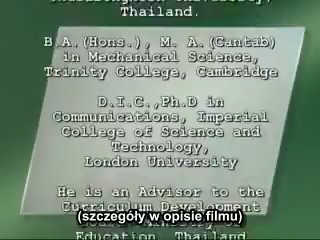 Thailand.
B.A.(Hons.), M. A.(Cantab)
in Mechanical Science,
Trinity College, Cambridge
D.I.C.,Ph.D in
Communications, Imperial
College of Science and
Technology,
London University
He is an Advisor to the
Curriculum Development
(szczegóły w opisie filmu)
Education, Thailand